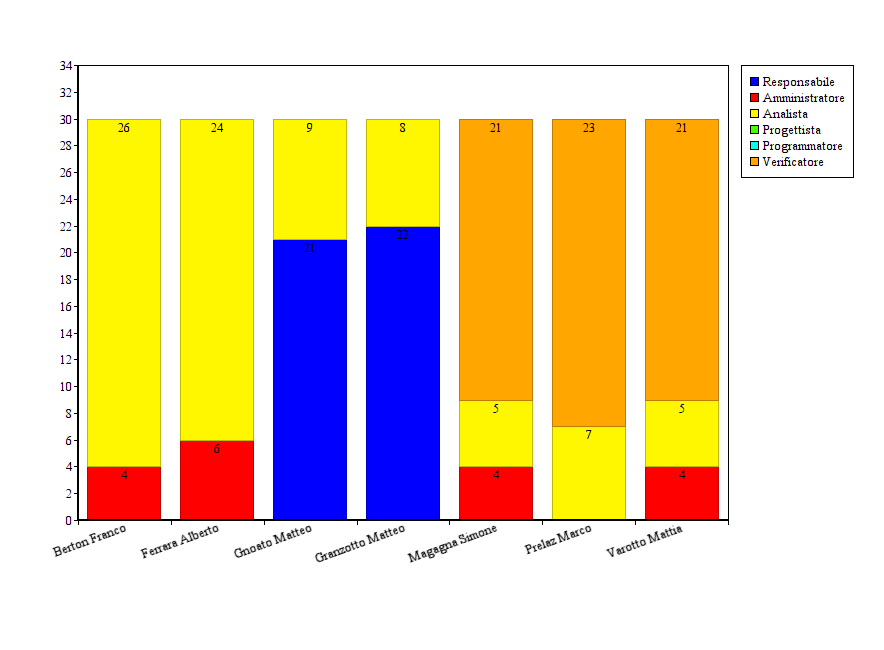 34
32
30
28
26
24
22
20
18
16
14
12
10
8
6
4
2
0
26 24 9 8 21 23 21
21 22
5 7 5
4 6 4 4
Berton Franco
Ferrara Alberto
Gnoato Matteo
Granzotto Matteo
Magagna Simone
Prelaz Marco
Varotto Mattia
Responsabile
Amministratore
Analista
Progettista
Programmatore
Verificatore